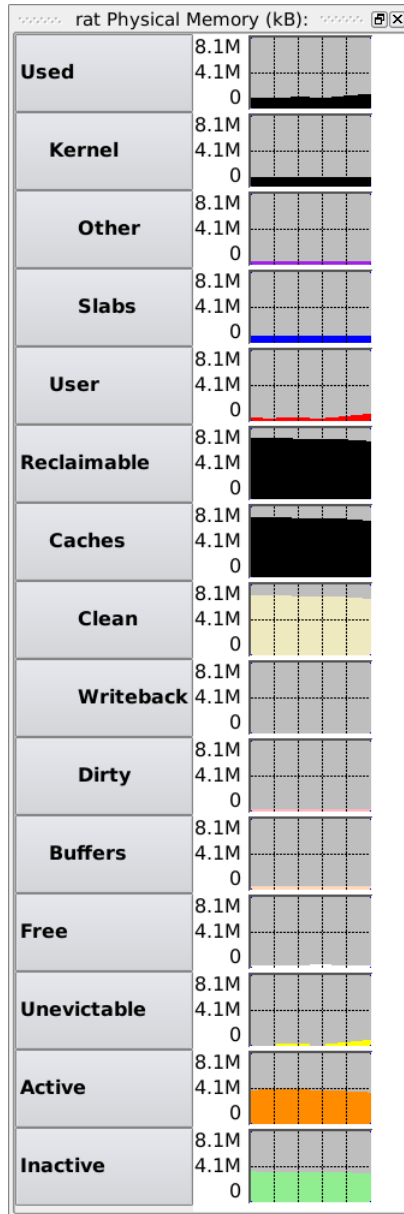 rat Physical Memory (kB):
Used 8.1M
4.1M
0
Kernel 8.1M
4.1M
0
Other 8.1M
4.1M
0
Slabs 8.1M
4.1M
0
User 8.1M
4.1M
0
Reclaimable 8.1M
4.1M
0
Caches 8.1M
4.1M
0
Clean 8.1M
4.1M
0
Writeback 8.1M
4.1M
0
Dirty 8.1M
4.1M
0
Buffers 8.1M
4.1M
0
Free 8.1M
4.1M
0
Unevictable 8.1M
4.1M
0
Active 8.1M
4.1M
0
Inactive 8.1M
4.1M
0